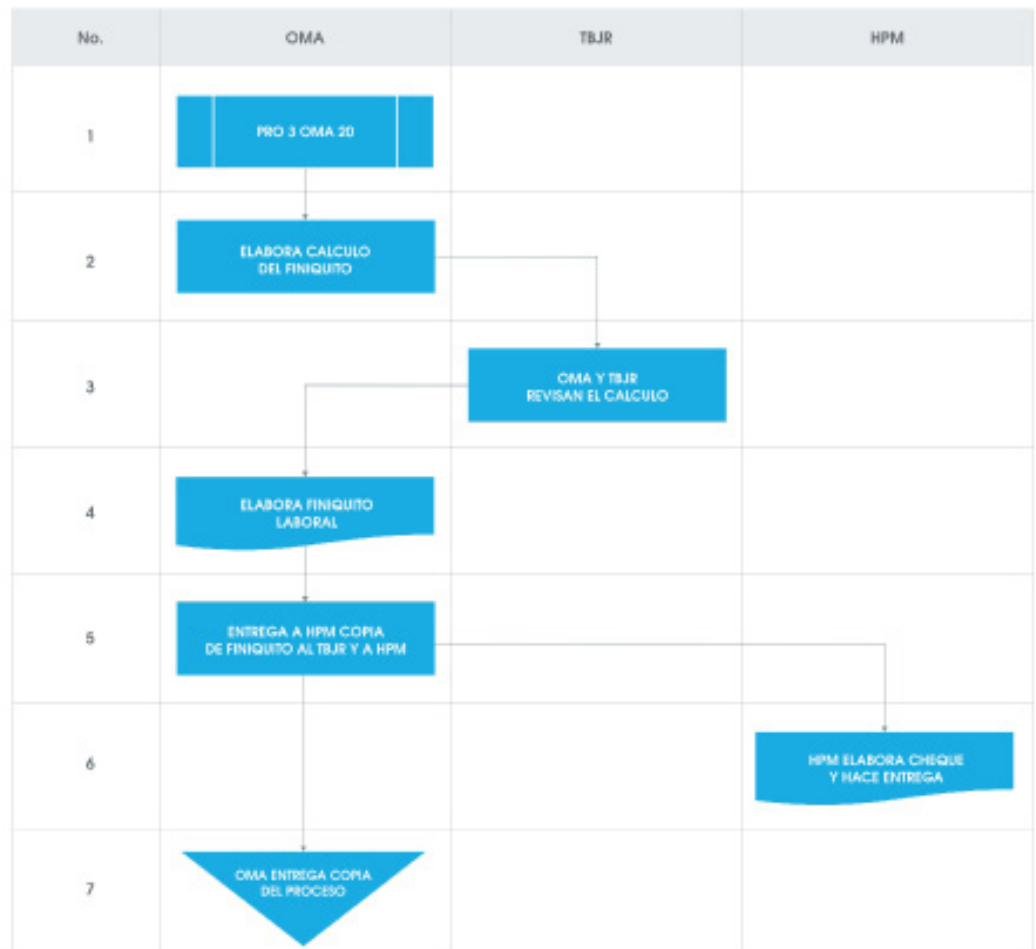 No. OMA TBJR HPM
1 PRO 3 OMA 20
2 ELABORA CALCULO
DEL FINIQUITO
3 OMA Y TBJR
REVISAN EL CALCULO
4 ELABORA FINIQUITO
LABORAL
5 ENTREGA A HPM COPIA
DE FINIQUITO AL TBJR Y A HPM
6 HPM ELABORA CHEQUE
Y HACE ENTREGA
7 OMA ENTREGA COPIA
DEL PROCESO